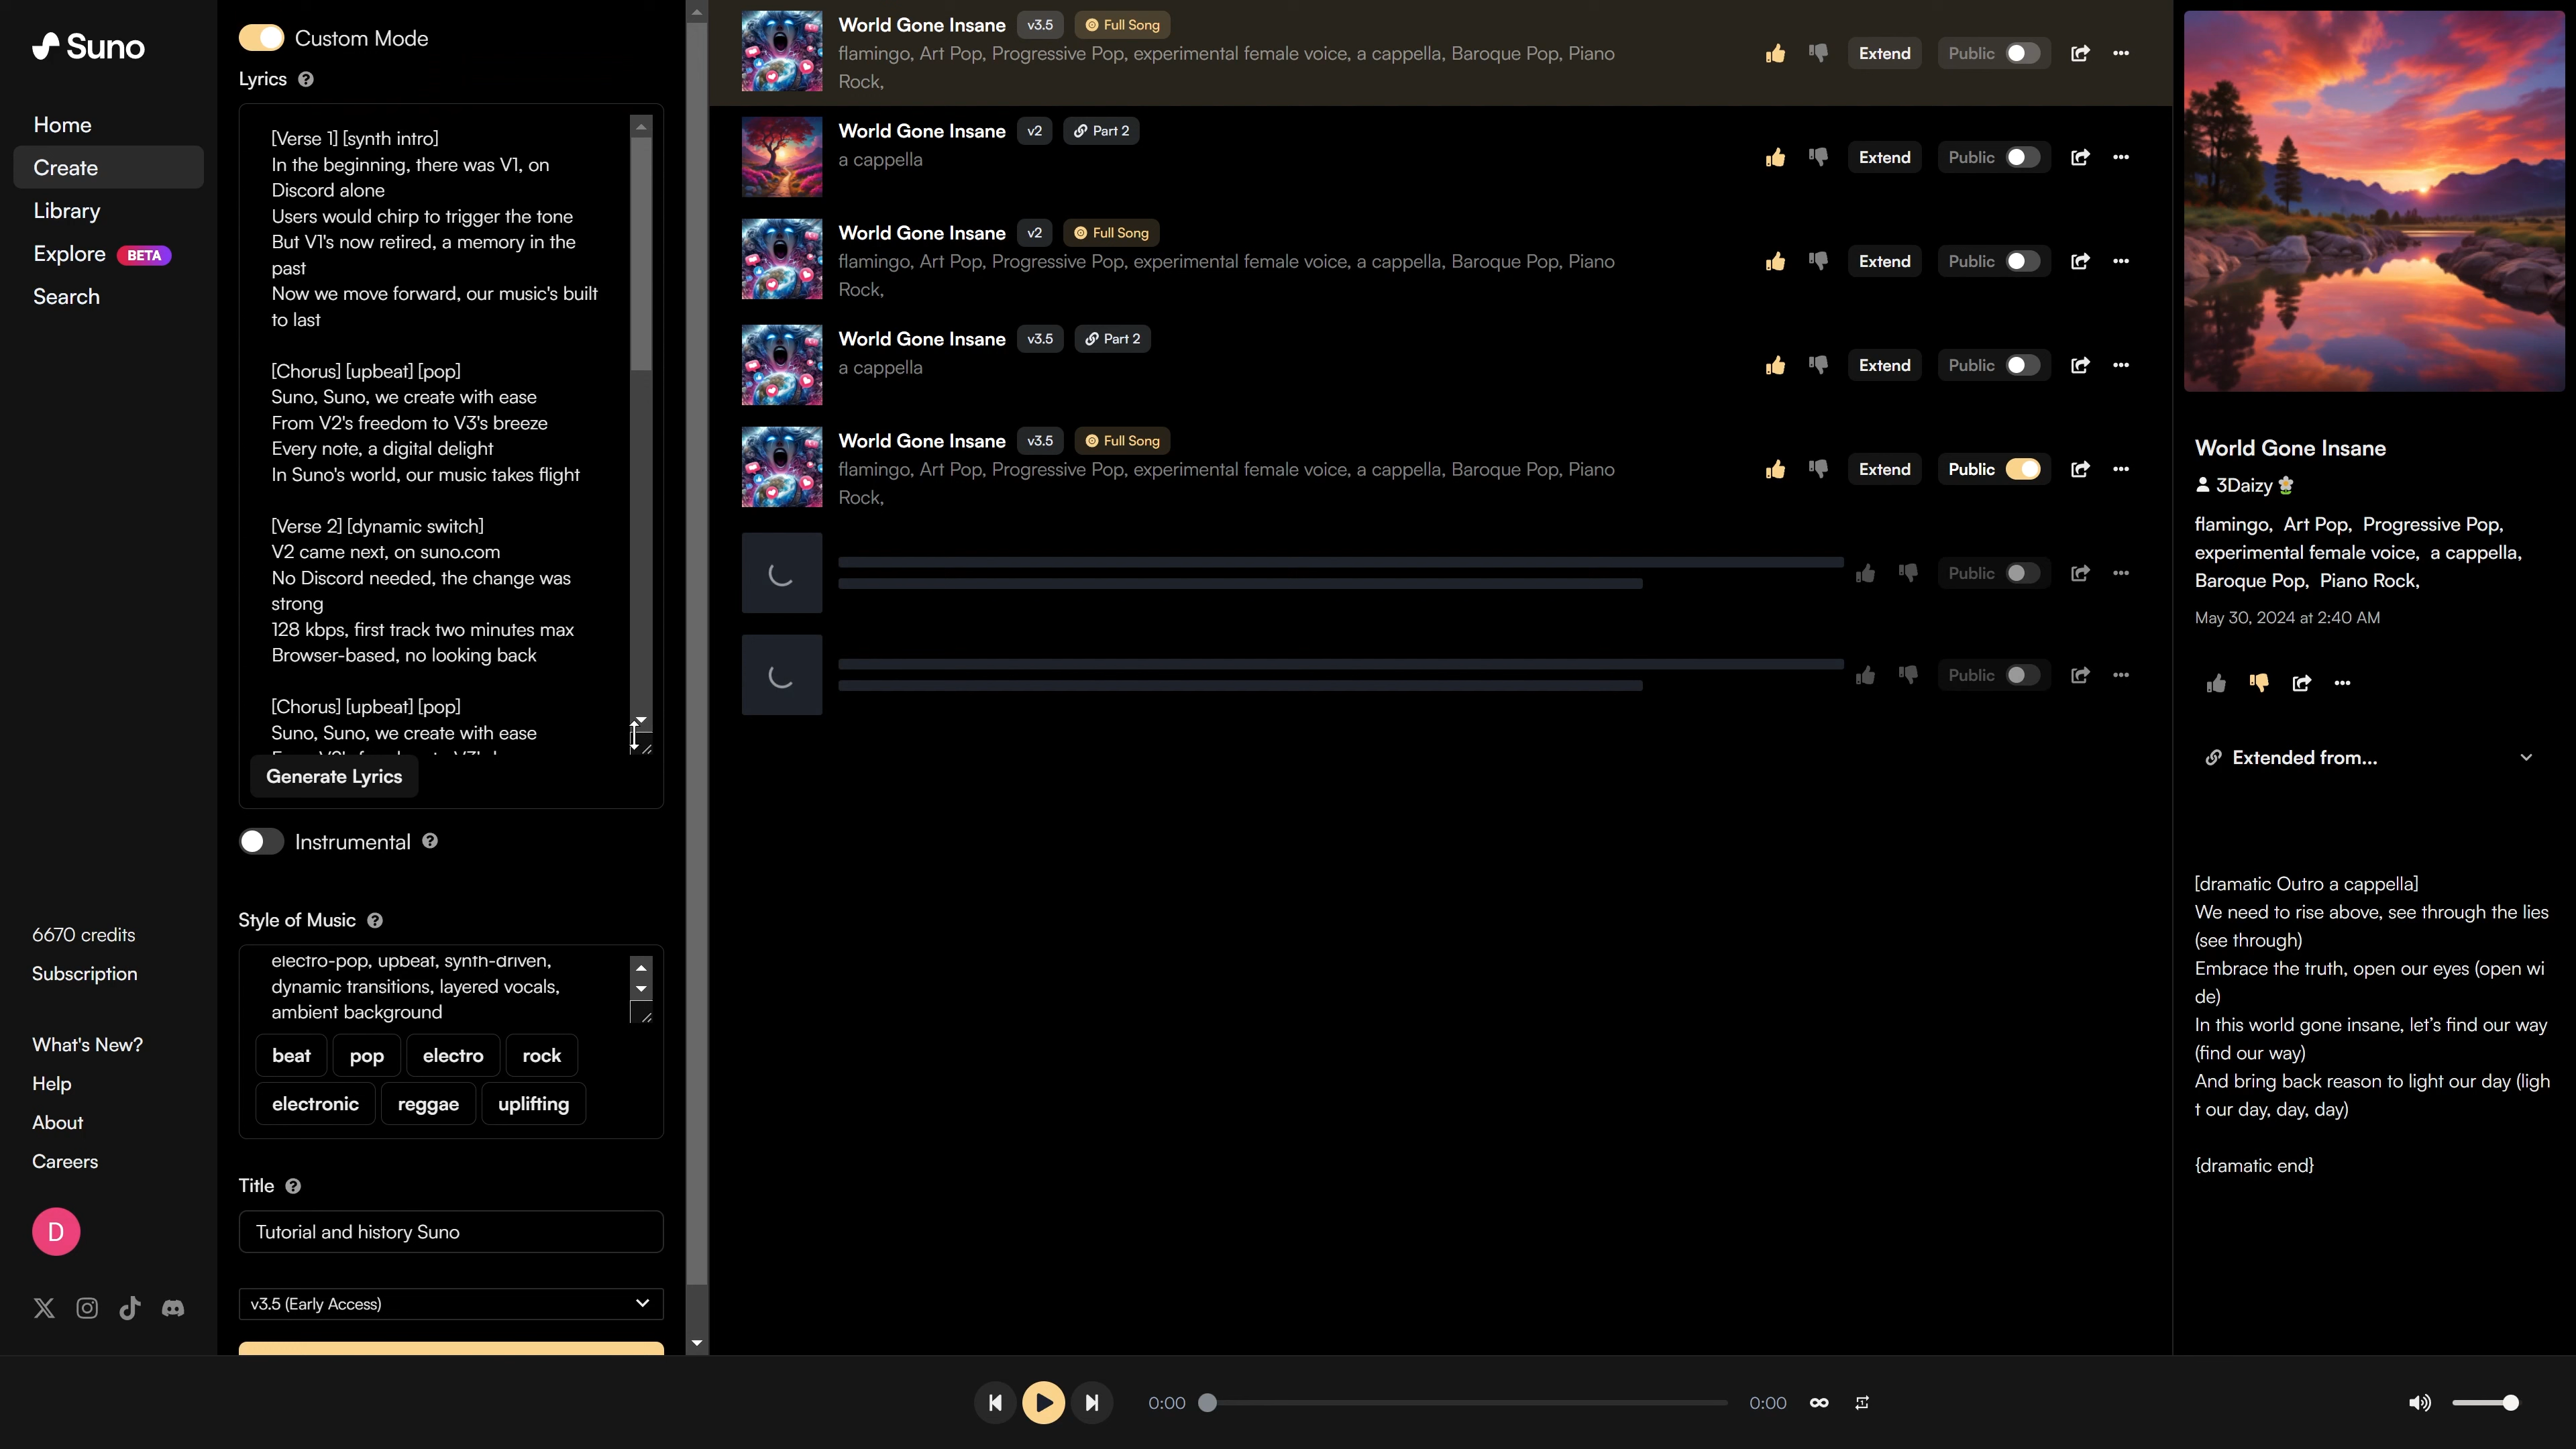 Suno
Home
Create
Library
Explore BETA
Search
6670 credits
Subscription
What's New?
Help
About
Careers
D
Custom Mode
Lyrics ?
[Verse 1] [synth intro]
In the beginning, there was V1, on
Discord alone
Users would chirp to trigger the tone
But V1's now retired, a memory in the
past
Now we move forward, our music's built
to last
[Chorus] [upbeat] [pop]
Suno, Suno, we create with ease
From V2's freedom to V3's breeze
Every note, a digital delight
In Suno's world, our music takes flight
[Verse 2] [dynamic switch]
V2 came next, on suno.com
No Discord needed, the change was
strong
128 kbps, first track two minutes max
Browser-based, no looking back
[Chorus] [upbeat] [pop]
Suno, Suno, we create with ease
Generate Lyrics
Instrumental ?
Style of Music ?
electro-pop, upbeat, synth-driven,
dynamic transitions, layered vocals,
ambient background
beat pop electro rock
electronic reggae uplifting
Title ?
Tutorial and history Suno
v3.5 (Early Access)
World Gone Insane v3.5 Full Song
flamingo, Art Pop, Progressive Pop, experimental female voice, a cappella, Baroque Pop, Piano
Rock,
Extend Public
World Gone Insane v2 Part 2
a cappella
Extend Public
World Gone Insane v2 Full Song
flamingo, Art Pop, Progressive Pop, experimental female voice, a cappella, Baroque Pop, Piano
Rock,
Extend Public
World Gone Insane v3.5 Part 2
a cappella
Extend Public
World Gone Insane v3.5 Full Song
flamingo, Art Pop, Progressive Pop, experimental female voice, a cappella, Baroque Pop, Piano
Rock,
Extend Public
Public
Public
World Gone Insane
3Daizy
flamingo, Art Pop, Progressive Pop,
experimental female voice, a cappella,
Baroque Pop, Piano Rock,
May 30, 2024 at 2:40 AM
Extended from...
[dramatic Outro a cappella]
We need to rise above, see through the lies
(see through)
Embrace the truth, open our eyes (open wi
de)
In this world gone insane, let's find our way
(find our way)
And bring back reason to light our day (ligh
t our day, day, day)
{dramatic end}
0:00 0:00